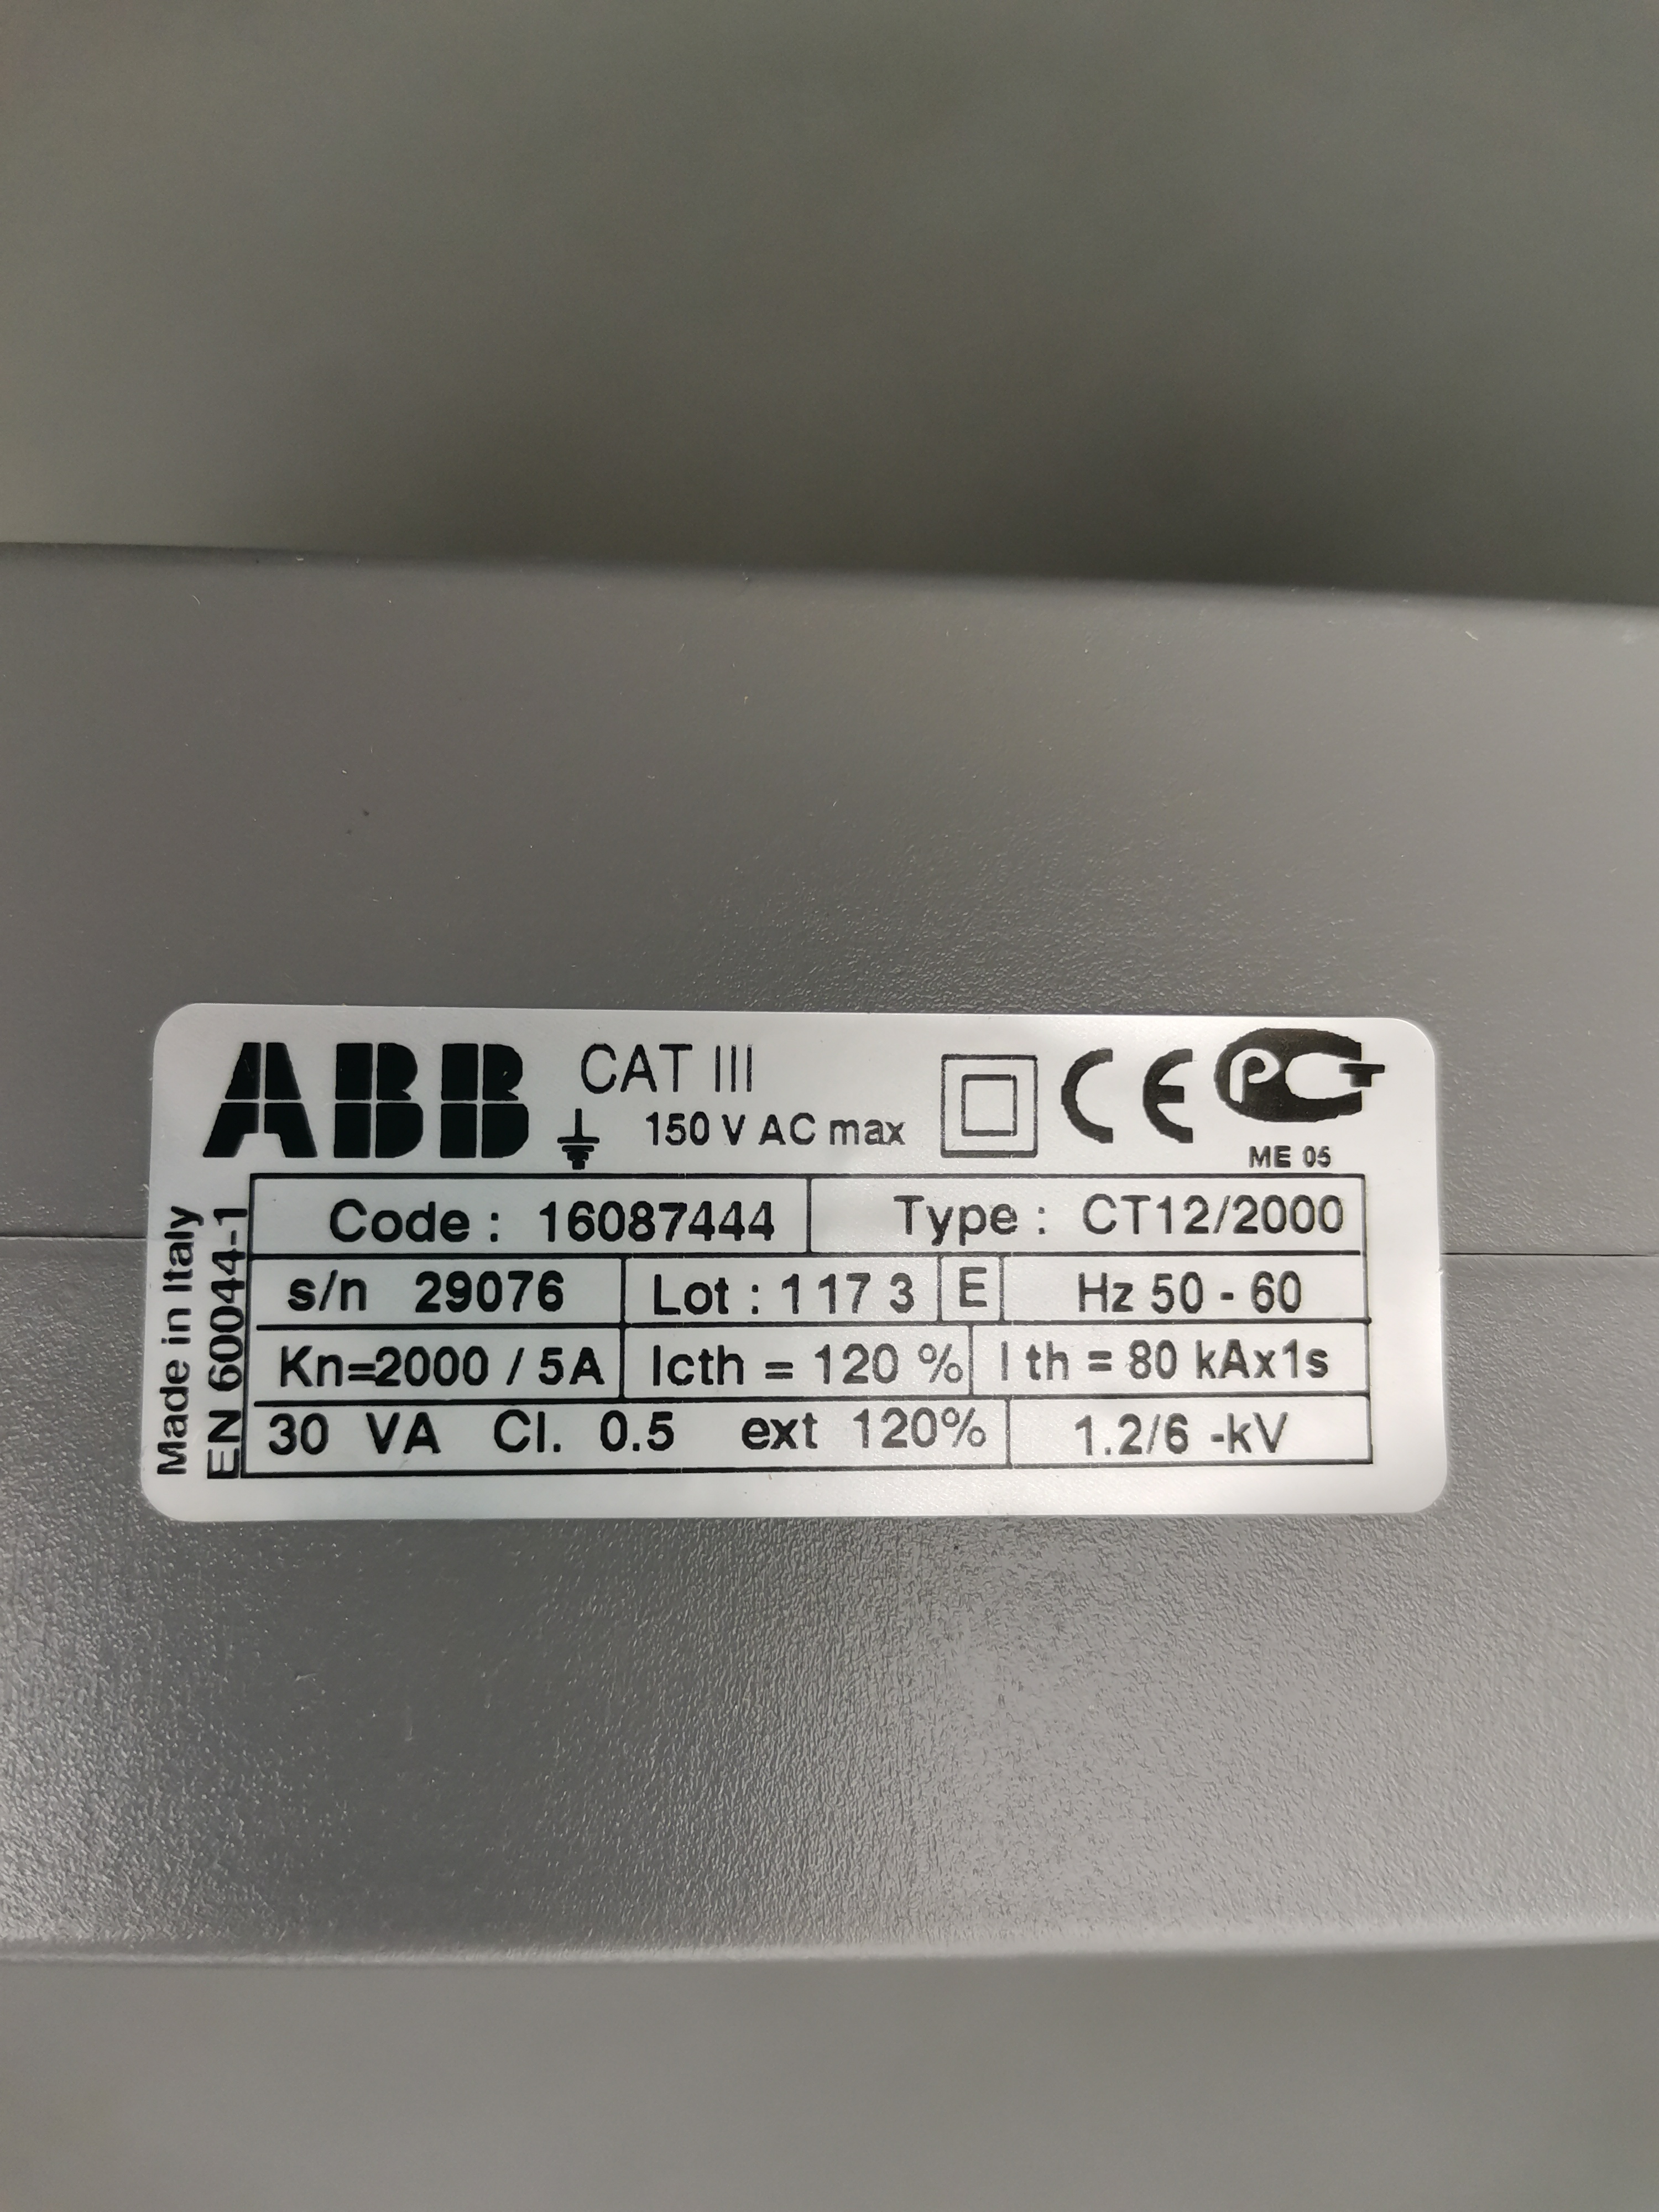 ABB CAT III
150 V AC max
CE
PCT
ME 05
Made in Italy
EN 60044-1
Code : 16087444 Type : CT12/2000
s/n 29076 Lot : 117 3 E Hz 50 - 60
Kn=2000 / 5A Icth = 120 % I th = 80 kAx1s
30 VA Cl. 0.5 ext 120% 1.2/6 -kV